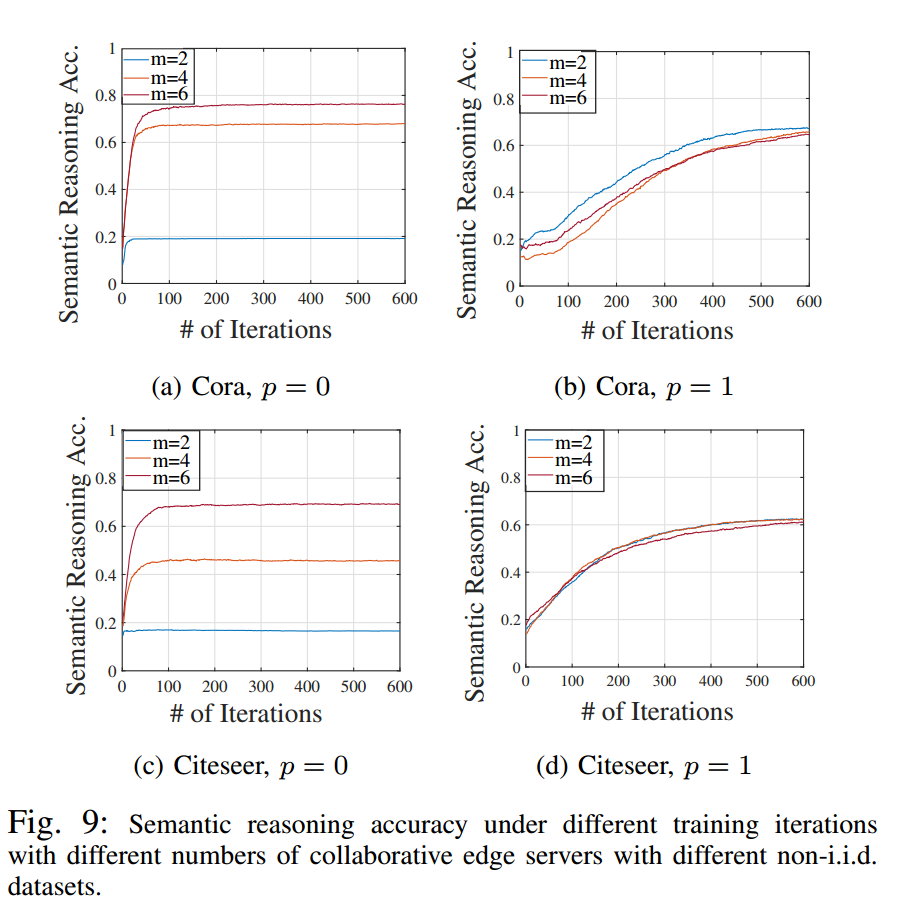 1
0.8
0.6
0.4
0.2
0
m=2
m=4
m=6
Semantic Reasoning Acc.
0 100 200 300 400 500 600
# of Iterations
(a) Cora, p = 0
1
0.8
0.6
0.4
0.2
0
m=2
m=4
m=6
Semantic Reasoning Acc.
0 100 200 300 400 500 600
# of Iterations
(b) Cora, p = 1
1
0.8
0.6
0.4
0.2
0
m=2
m=4
m=6
Semantic Reasoning Acc.
0 100 200 300 400 500 600
# of Iterations
(c) Citeseer, p = 0
1
0.8
0.6
0.4
0.2
0
m=2
m=4
m=6
Semantic Reasoning Acc.
0 100 200 300 400 500 600
# of Iterations
(d) Citeseer, p = 1
Fig. 9: Semantic reasoning accuracy under different training iterations
with different numbers of collaborative edge servers with different non-i.i.d.
datasets.